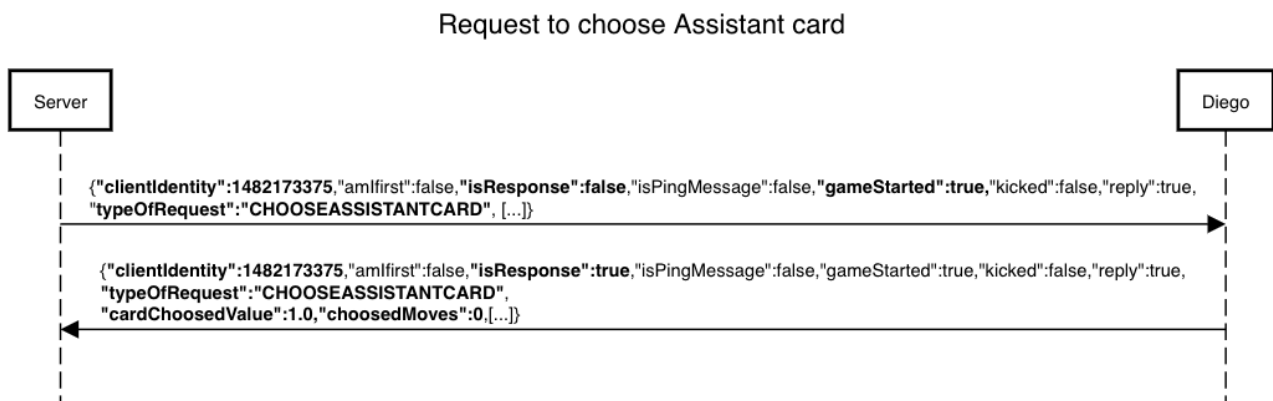 Request to choose Assistant card
Server
Diego
{"clientIdentity":1482173375,"amIfirst":false,"isResponse":false,"isPingMessage":false,"gameStarted":true,"kicked":false,"reply":true,
"typeOfRequest":"CHOOSEASSISTANTCARD", [...]}
{"clientIdentity":1482173375,"amIfirst":false,"isResponse":true,"isPingMessage":false,"gameStarted":true,"kicked":false,"reply":true,
"typeOfRequest":"CHOOSEASSISTANTCARD",
"cardChoosedValue":1.0,"choosedMoves":0,[...]}